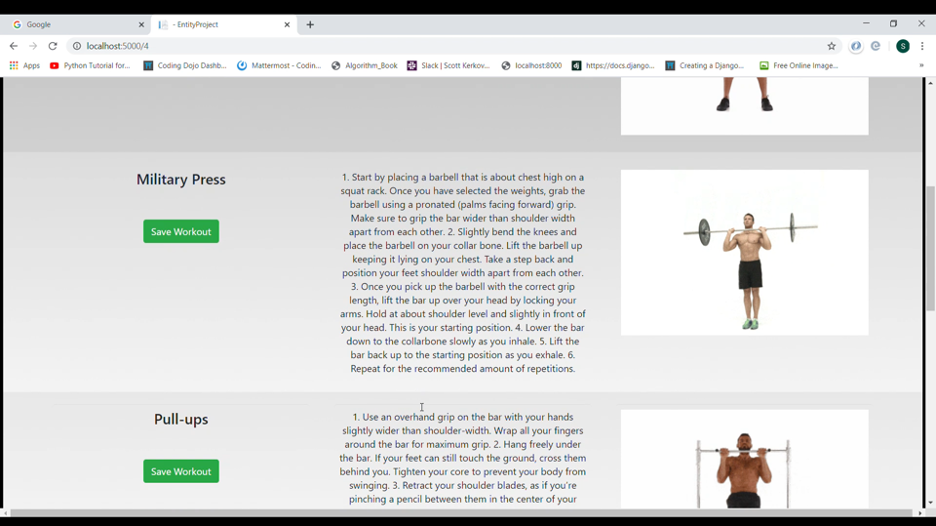 Google
- EntityProject
localhost:5000/4
Apps
Python Tutorial for...
Coding Dojo Dashb...
Mattermost - Codin...
Algorithm_Book
Slack | Scott Kerkov...
localhost:8000
https://docs.django...
Creating a Django...
Free Online Image...
»
S
Military Press
Save Workout
1. Start by placing a barbell that is about chest high on a
squat rack. Once you have selected the weights, grab the
barbell using a pronated (palms facing forward) grip.
Make sure to grip the bar wider than shoulder width
apart from each other. 2. Slightly bend the knees and
place the barbell on your collar bone. Lift the barbell up
keeping it lying on your chest. Take a step back and
position your feet shoulder width apart from each other.
3. Once you pick up the barbell with the correct grip
length, lift the bar up over your head by locking your
arms. Hold at about shoulder level and slightly in front of
your head. This is your starting position. 4. Lower the bar
down to the collarbone slowly as you inhale. 5. Lift the
bar back up to the starting position as you exhale. 6.
Repeat for the recommended amount of repetitions.
Pull-ups
Save Workout
1. Use an overhand grip on the bar with your hands
slightly wider than shoulder-width. Wrap all your fingers
around the bar for maximum grip. 2. Hang freely under
the bar. If your feet can still touch the ground, cross them
behind you. Tighten your core to prevent your body from
swinging. 3. Retract your shoulder blades, as if you're
pinching a pencil between them in the center of your